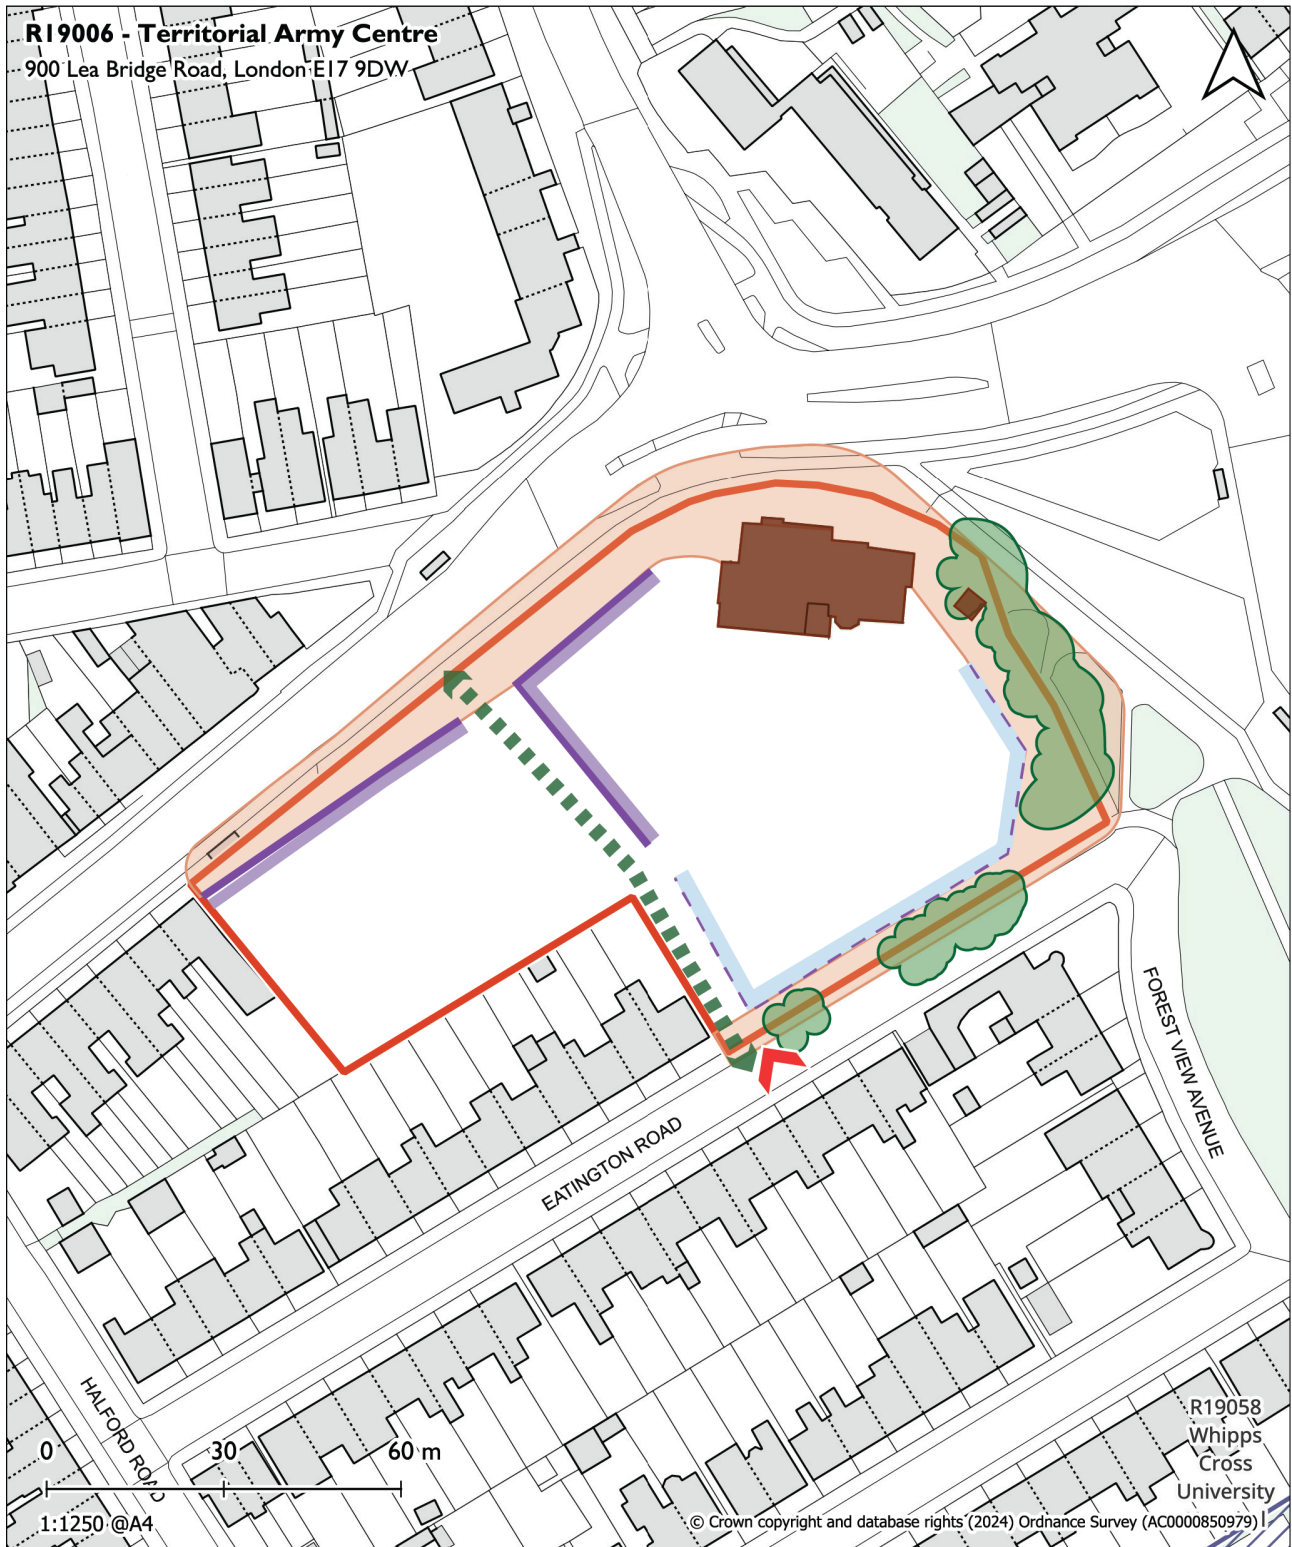 R19006 - Territorial Army Centre
900 Lea Bridge Road, London E17 9DW
FOREST VIEW AVENUE
EATINGTON ROAD
HALFORD ROAD
R19058
Whipps
Cross
University
0 30 60 m
1:1250 @A4
© Crown copyright and database rights (2024) Ordnance Survey (AC0000850979)